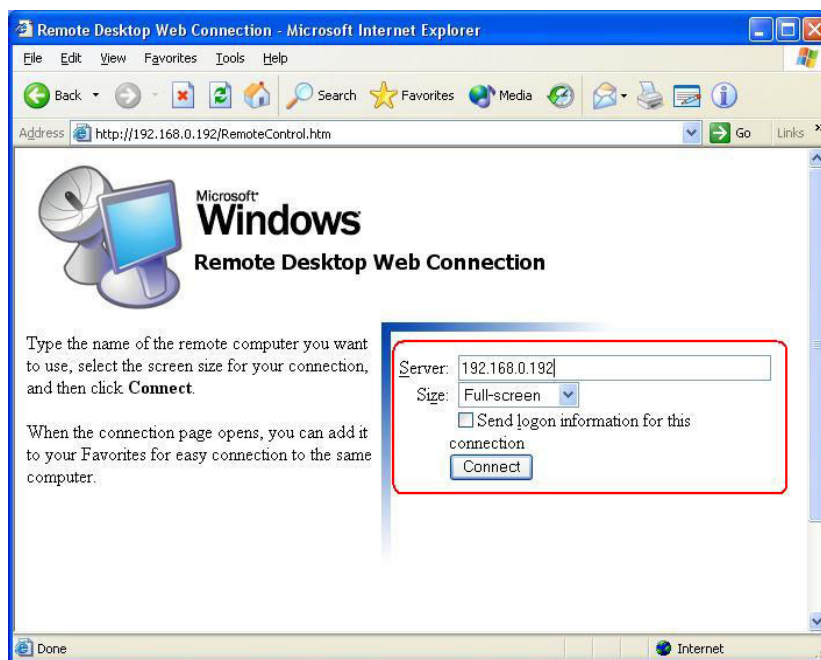 Remote Desktop Web Connection - Microsoft Internet Explorer
File Edit View Favorites Tools Help
Back Search Favorites Media
Address http://192.168.0.192/RemoteControl.htm Go Links »
Microsoft
Windows
Remote Desktop Web Connection
Type the name of the remote computer you want
to use, select the screen size for your connection,
and then click Connect.
When the connection page opens, you can add it
to your Favorites for easy connection to the same
computer.
Server: 192.168.0.192
Size: Full-screen
Send logon information for this
connection
Connect
Done Internet